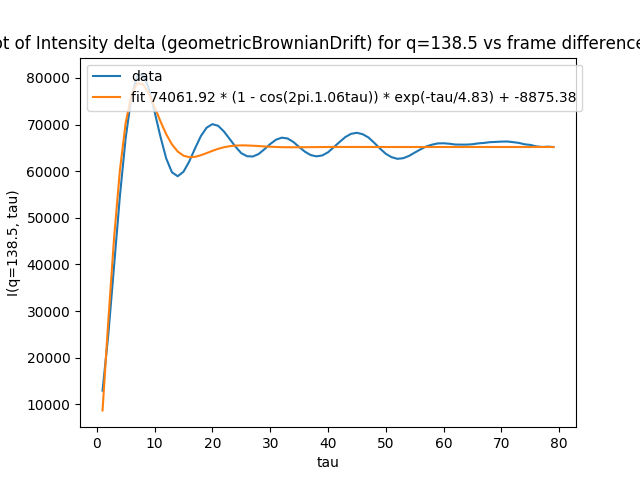 ot of Intensity delta (geometricBrownianDrift) for q=138.5 vs frame difference
data
fit 74061.92 * (1 - cos(2pi.1.06tau)) * exp(-tau/4.83) + -8875.38
I(q=138.5, tau)
80000
70000
60000
50000
40000
30000
20000
10000
0 10 20 30 40 50 60 70 80
tau